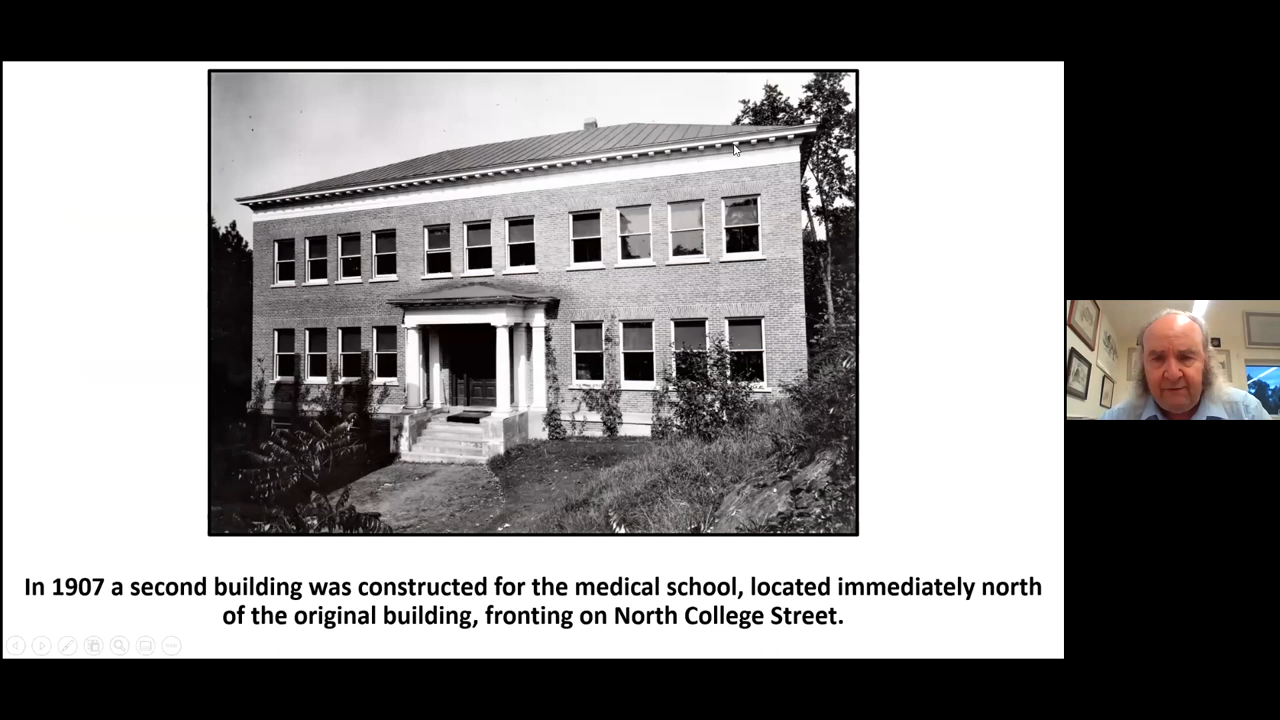 In 1907 a second building was constructed for the medical school, located immediately north
of the original building, fronting on North College Street.